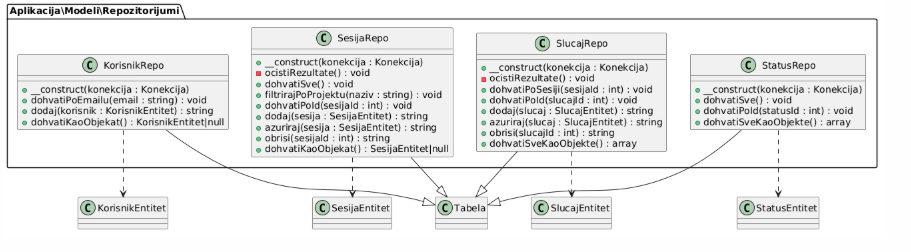 Aplikacija\Modeli\Repozitorijumi
C KorisnikRepo
__construct(konekcija : Konekcija)
dohvatiPoEmailu(email : string) : void
dodaj(korisnik : KorisnikEntitet) : string
dohvatiKaoObjekat() : KorisnikEntitet|null
C SesijaRepo
__construct(konekcija : Konekcija)
ocistiRezultate() : void
dohvatiSve() : void
filtrirajPoProjektu(naziv : string) : void
dohvatiPoId(sesijaId : int) : void
dodaj(sesija : SesijaEntitet) : string
azuriraj(sesija : SesijaEntitet) : string
obrisi(sesijaId : int) : string
dohvatiKaoObjekat() : SesijaEntitet|null
C SlucajRepo
__construct(konekcija : Konekcija)
ocistiRezultate() : void
dohvatiPoSesiji(sesijaId : int) : void
dohvatiPoId(slucajId : int) : void
dodaj(slucaj : SlucajEntitet) : string
azuriraj(slucaj : SlucajEntitet) : string
obrisi(slucajId : int) : string
dohvatiSveKaoObjekte() : array
C StatusRepo
__construct(konekcija : Konekcija)
dohvatiSve() : void
dohvatiPoId(statusId : int) : void
dohvatiSveKaoObjekte() : array
C KorisnikEntitet
C SesijaEntitet
C Tabela
C SlucajEntitet
C StatusEntitet